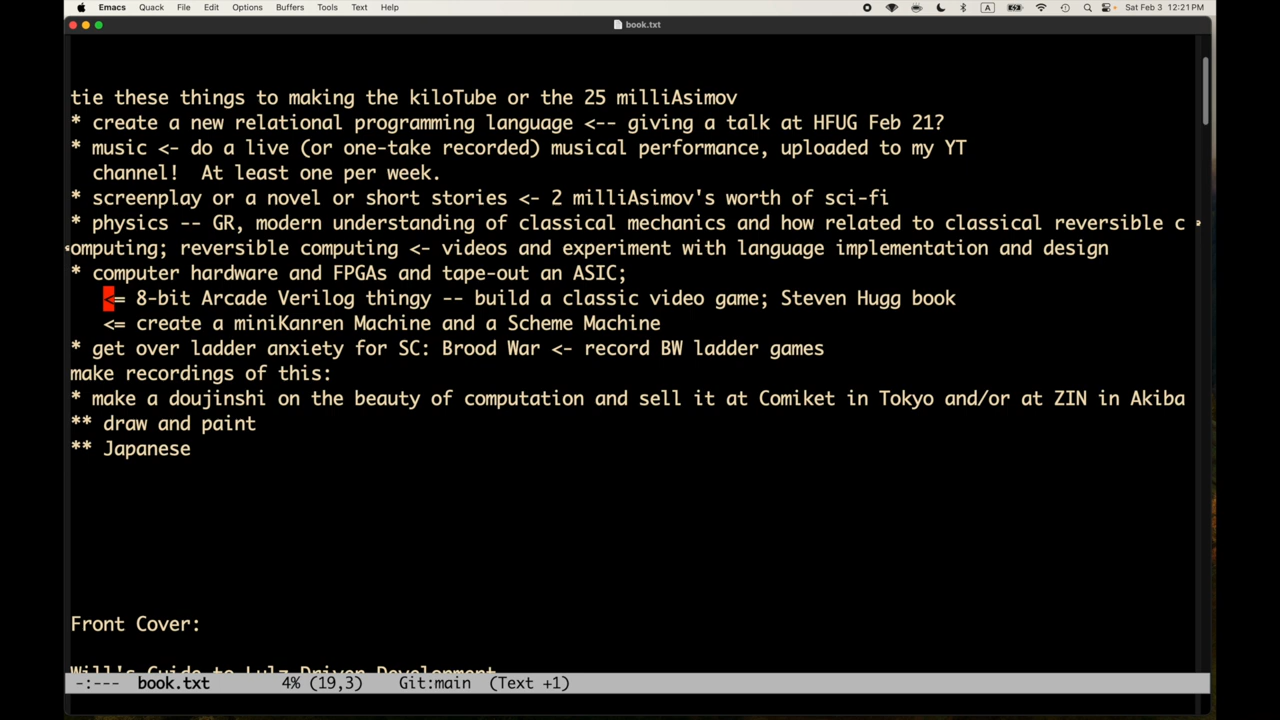 Emacs Quack File Edit Options Buffers Tools Text Help A Sat Feb 3 12:21 PM
book.txt
tie these things to making the kiloTube or the 25 milliAsimov
* create a new relational programming language <-- giving a talk at HFUG Feb 21?
* music <- do a live (or one-take recorded) musical performance, uploaded to my YT
channel! At least one per week.
* screenplay or a novel or short stories <- 2 milliAsimov's worth of sci-fi
* physics -- GR, modern understanding of classical mechanics and how related to classical reversible c
omputing; reversible computing <- videos and experiment with language implementation and design
* computer hardware and FPGAs and tape-out an ASIC;
<= 8-bit Arcade Verilog thingy -- build a classic video game; Steven Hugg book
<= create a miniKanren Machine and a Scheme Machine
* get over ladder anxiety for SC: Brood War <- record BW ladder games
make recordings of this:
* make a doujinshi on the beauty of computation and sell it at Comiket in Tokyo and/or at ZIN in Akiba
** draw and paint
** Japanese
Front Cover:
Will's Guide to Lulz Driven Development
-:--- book.txt 4% (19,3) Git:main (Text +1)